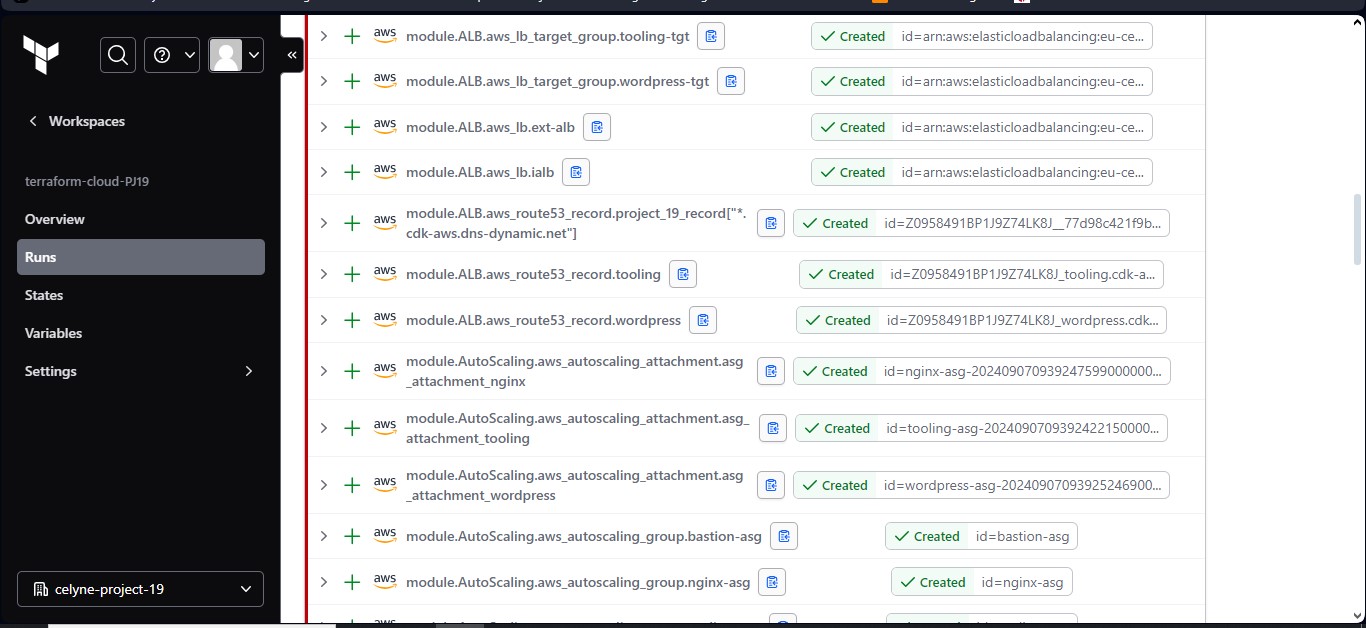 Workspaces
terraform-cloud-PJ19
Overview
Runs
States
Variables
Settings
celyne-project-19
aws module.ALB.aws_lb_target_group.tooling-tgt Created id=arn:aws:elasticloadbalancing:eu-ce...
aws module.ALB.aws_lb_target_group.wordpress-tgt Created id=arn:aws:elasticloadbalancing:eu-ce...
aws module.ALB.aws_lb.ext-alb Created id=arn:aws:elasticloadbalancing:eu-ce...
aws module.ALB.aws_lb.ialb Created id=arn:aws:elasticloadbalancing:eu-ce...
aws module.ALB.aws_route53_record.project_19_record["*.
cdk-aws.dns-dynamic.net"] Created id=Z0958491BP1J9Z74LK8J__77d98c421f9b...
aws module.ALB.aws_route53_record.tooling Created id=Z0958491BP1J9Z74LK8J_tooling.cdk-a...
aws module.ALB.aws_route53_record.wordpress Created id=Z0958491BP1J9Z74LK8J_wordpress.cdk...
aws module.AutoScaling.aws_autoscaling_attachment.asg
_attachment_nginx Created id=nginx-asg-202409070939247599000000...
aws module.AutoScaling.aws_autoscaling_attachment.asg_
attachment_tooling Created id=tooling-asg-2024090709392422150000...
aws module.AutoScaling.aws_autoscaling_attachment.asg
_attachment_wordpress Created id=wordpress-asg-20240907093925246900...
aws module.AutoScaling.aws_autoscaling_group.bastion-asg Created id=bastion-asg
aws module.AutoScaling.aws_autoscaling_group.nginx-asg Created id=nginx-asg